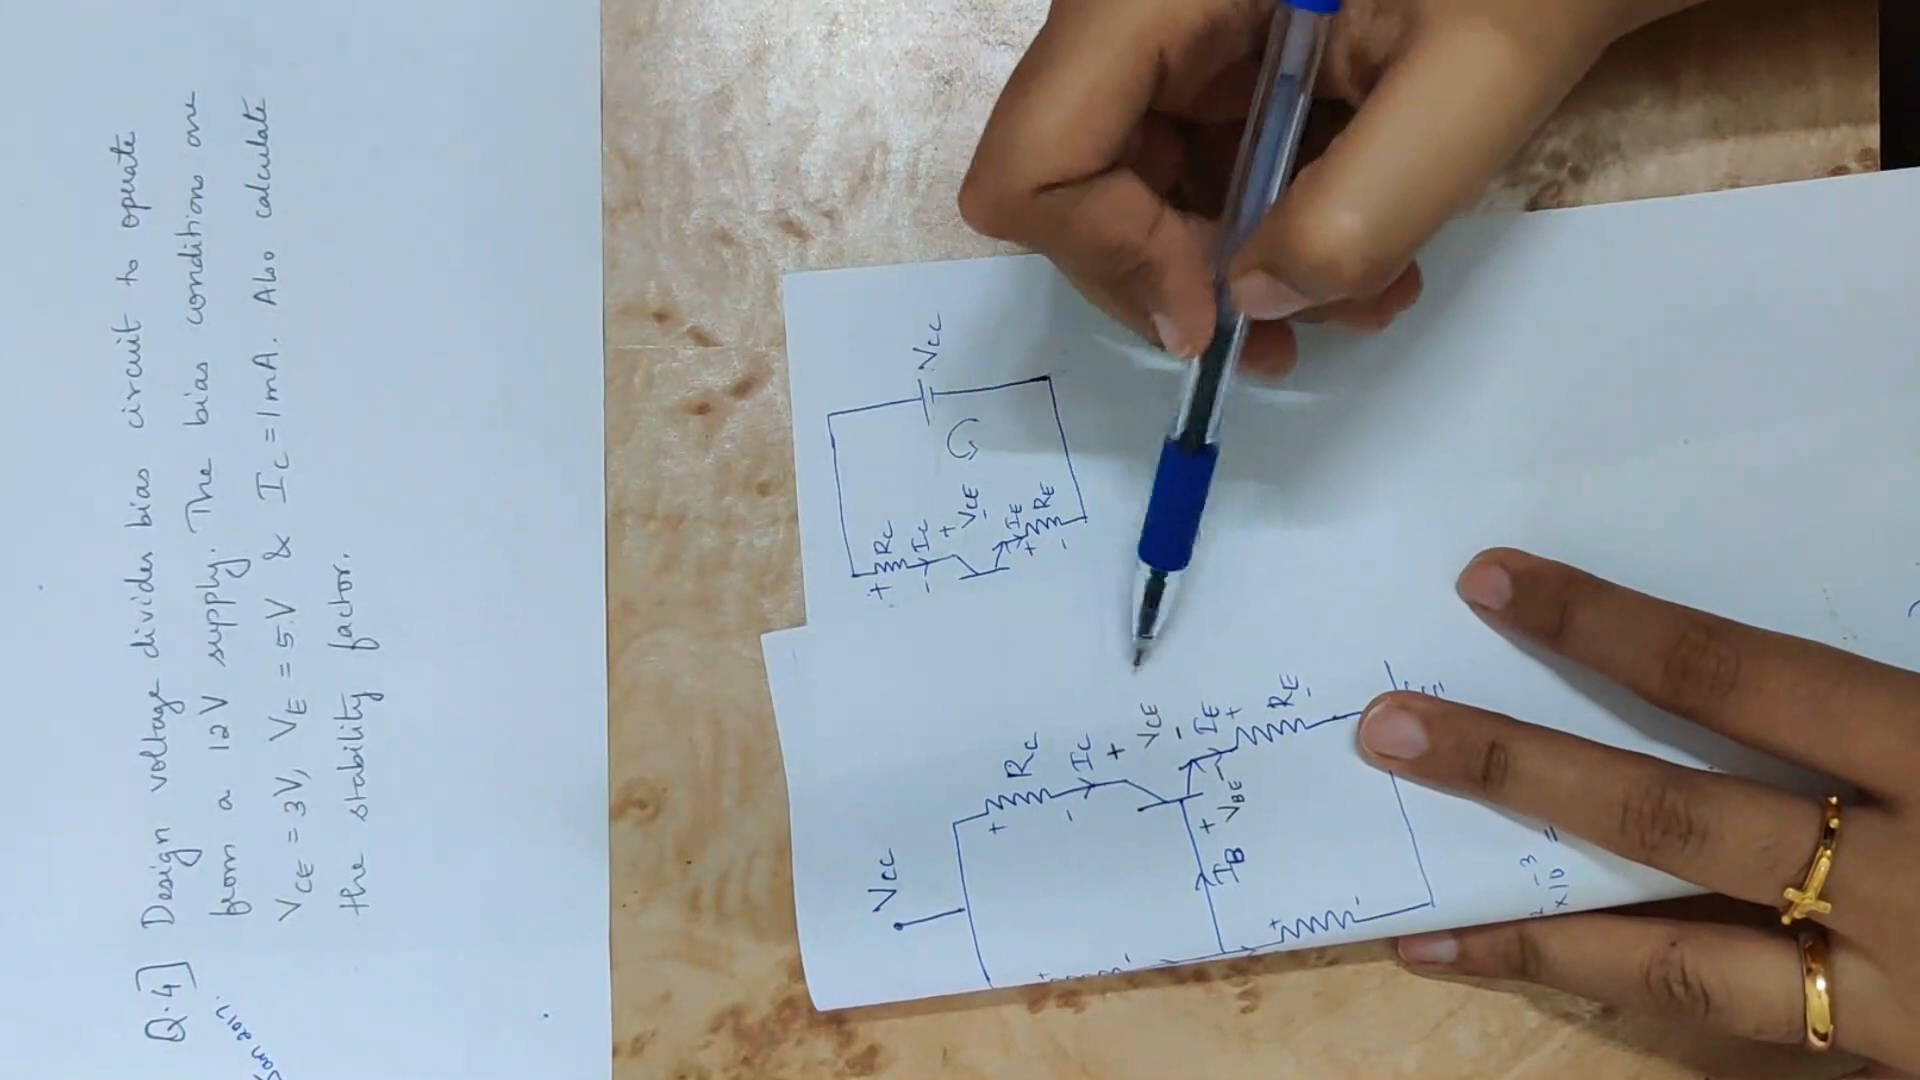 Q.4] Design voltage divider bias circuit to operate
from a 12V supply. The bias conditions are
VCE = 3V, VE = 5V & IC = 1mA. Also calculate
the stability factor.
Jan 2017.
VCC
+ RC -
IC
+ VCE -
IE
+ RE -
VCC
+ RC -
IC
+ VCE -
IB
+ VBE -
IE
+ RE -
+ -
+ -
×10⁻³ =